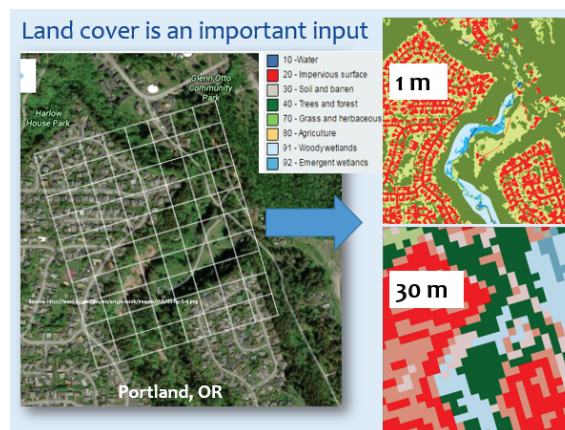 Land cover is an important input
Glenn Otto
Community
Park
Harlow
House Park
10 -Water
20 - Impervious surface
30 - Soil and barren
40 - Trees and forest
70 - Grass and herbaceous
80 - Agriculture
91 - Woodywetlands
92 - Emergent wetlands
1 m
30 m
Portland, OR